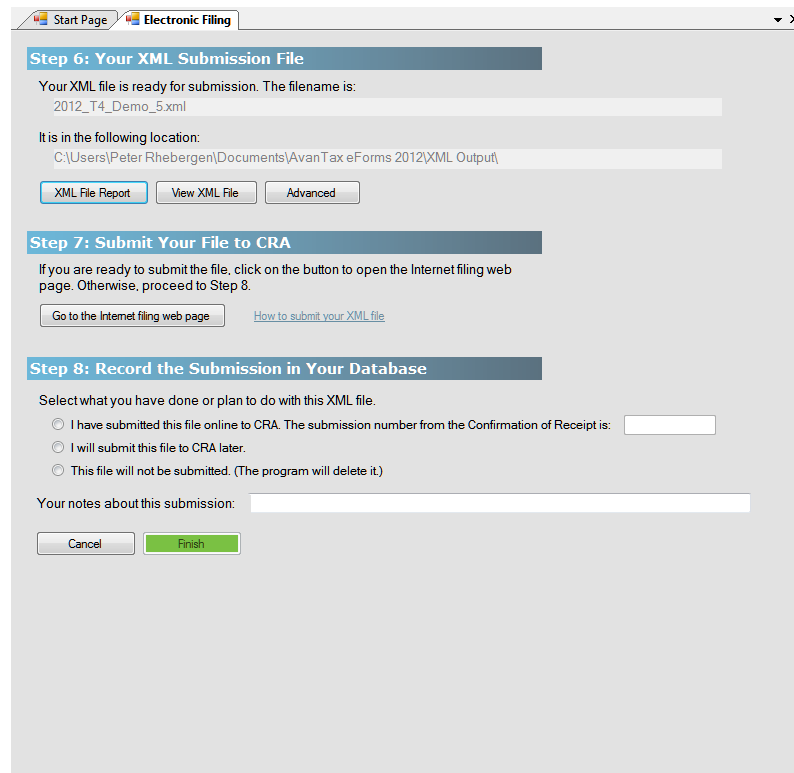 Start Page
Electronic Filing
Step 6: Your XML Submission File
Your XML file is ready for submission. The filename is:
2012_T4_Demo_5.xml
It is in the following location:
C:\Users\Peter Rhebergen\Documents\AvanTax eForms 2012\XML Output\
XML File Report
View XML File
Advanced
Step 7: Submit Your File to CRA
If you are ready to submit the file, click on the button to open the Internet filing web
page. Otherwise, proceed to Step 8.
Go to the Internet filing web page
How to submit your XML file
Step 8: Record the Submission in Your Database
Select what you have done or plan to do with this XML file.
I have submitted this file online to CRA. The submission number from the Confirmation of Receipt is:
I will submit this file to CRA later.
This file will not be submitted. (The program will delete it.)
Your notes about this submission:
Cancel
Finish